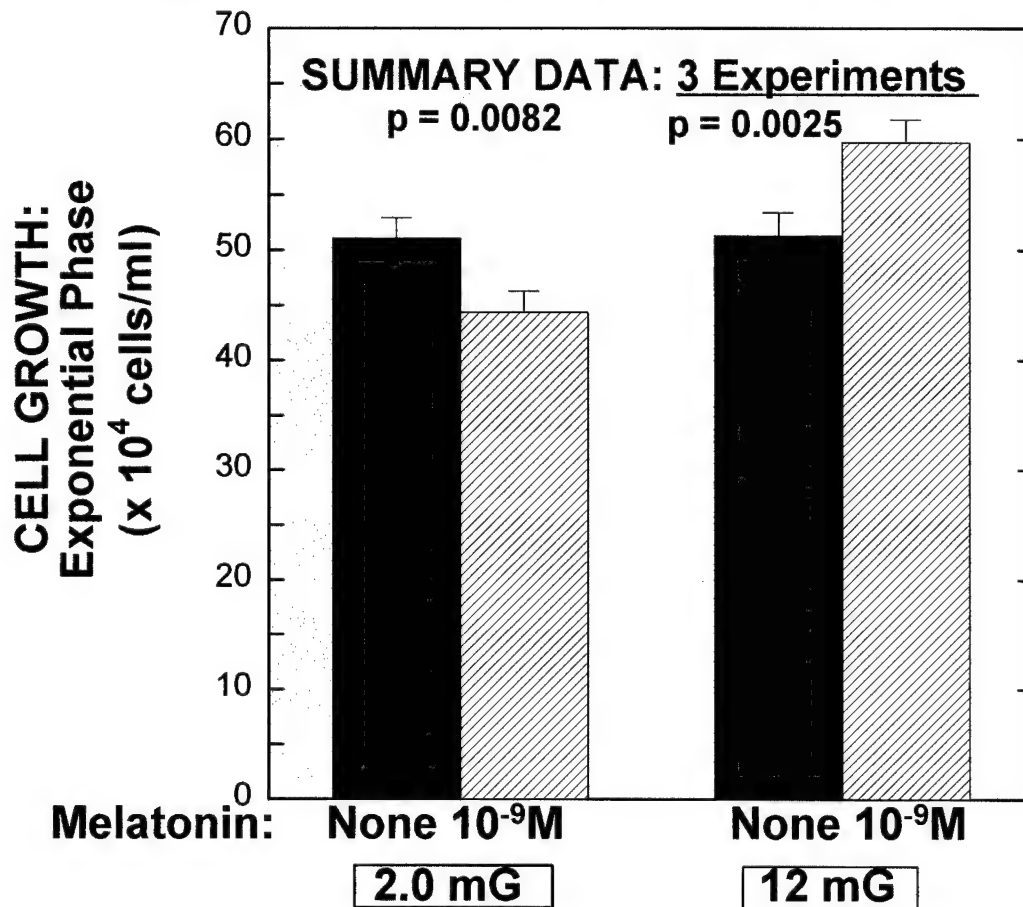 SUMMARY DATA: 3 Experiments
p = 0.0082 p = 0.0025
CELL GROWTH:
Exponential Phase
(x 10⁴ cells/ml)
70
60
50
40
30
20
10
0
Melatonin: None 10⁻⁹M None 10⁻⁹M
2.0 mG 12 mG